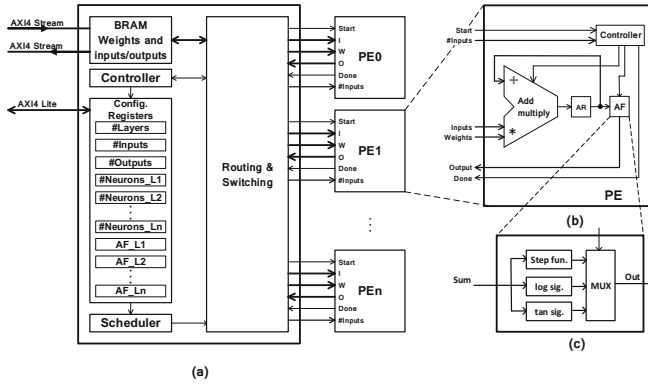 AXI4 Stream
AXI4 Stream
AXI4 Lite
BRAM
Weights and
inputs/outputs
Controller
Config.
Registers
#Layers
#Inputs
#Outputs
#Neurons_L1
#Neurons_L2
#Neurons_Ln
AF_L1
AF_L2
AF_Ln
Scheduler
Routing &
Switching
Start
I
W
O
Done
#Inputs
PE0
Start
I
W
O
Done
#Inputs
PE1
Start
I
W
O
Done
#Inputs
PEn
(a)
Start
#Inputs
Controller
+
Add
multiply
*
AR
AF
Inputs
Weights
Output
Done
PE
(b)
Sum
Step fun.
log sig.
tan sig.
MUX
Out
(c)